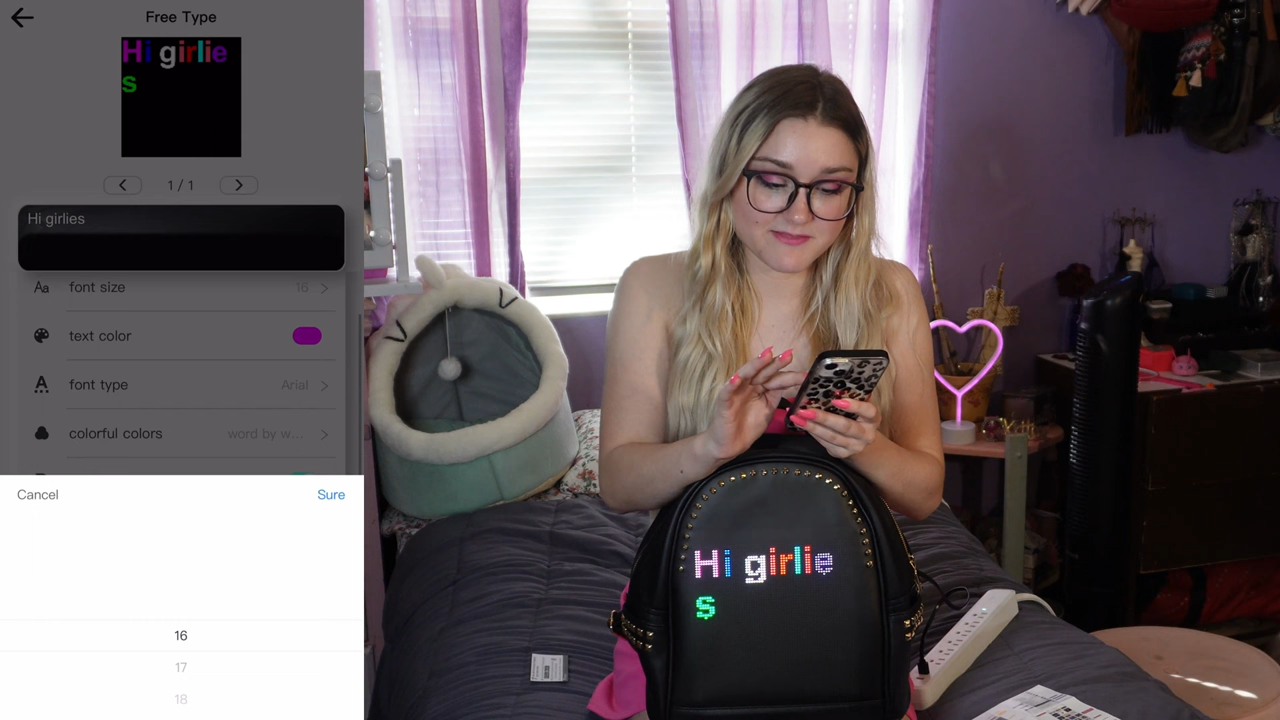 Free Type
Hi girlie
s
1 / 1
Hi girlies
font size 16
text color
font type Arial
colorful colors word by w...
Cancel
Sure
16
17
18
Hi girlie
s